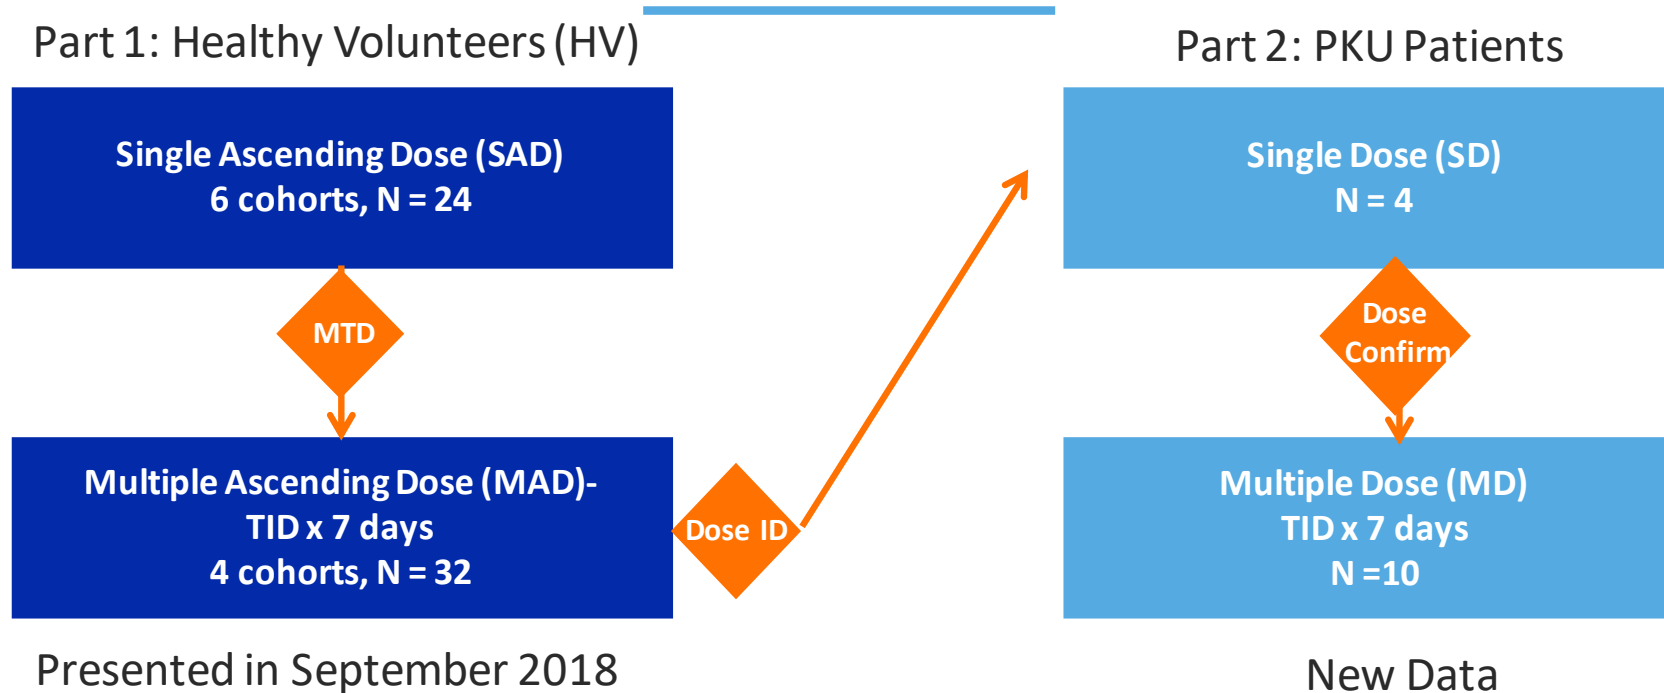 Part 1: Healthy Volunteers (HV)
Single Ascending Dose (SAD)
6 cohorts, N = 24
MTD
Multiple Ascending Dose (MAD)-
TID x 7 days
4 cohorts, N = 32
Presented in September 2018
Dose ID
Part 2: PKU Patients
Single Dose (SD)
N = 4
Dose
Confirm
Multiple Dose (MD)
TID x 7 days
N =10
New Data